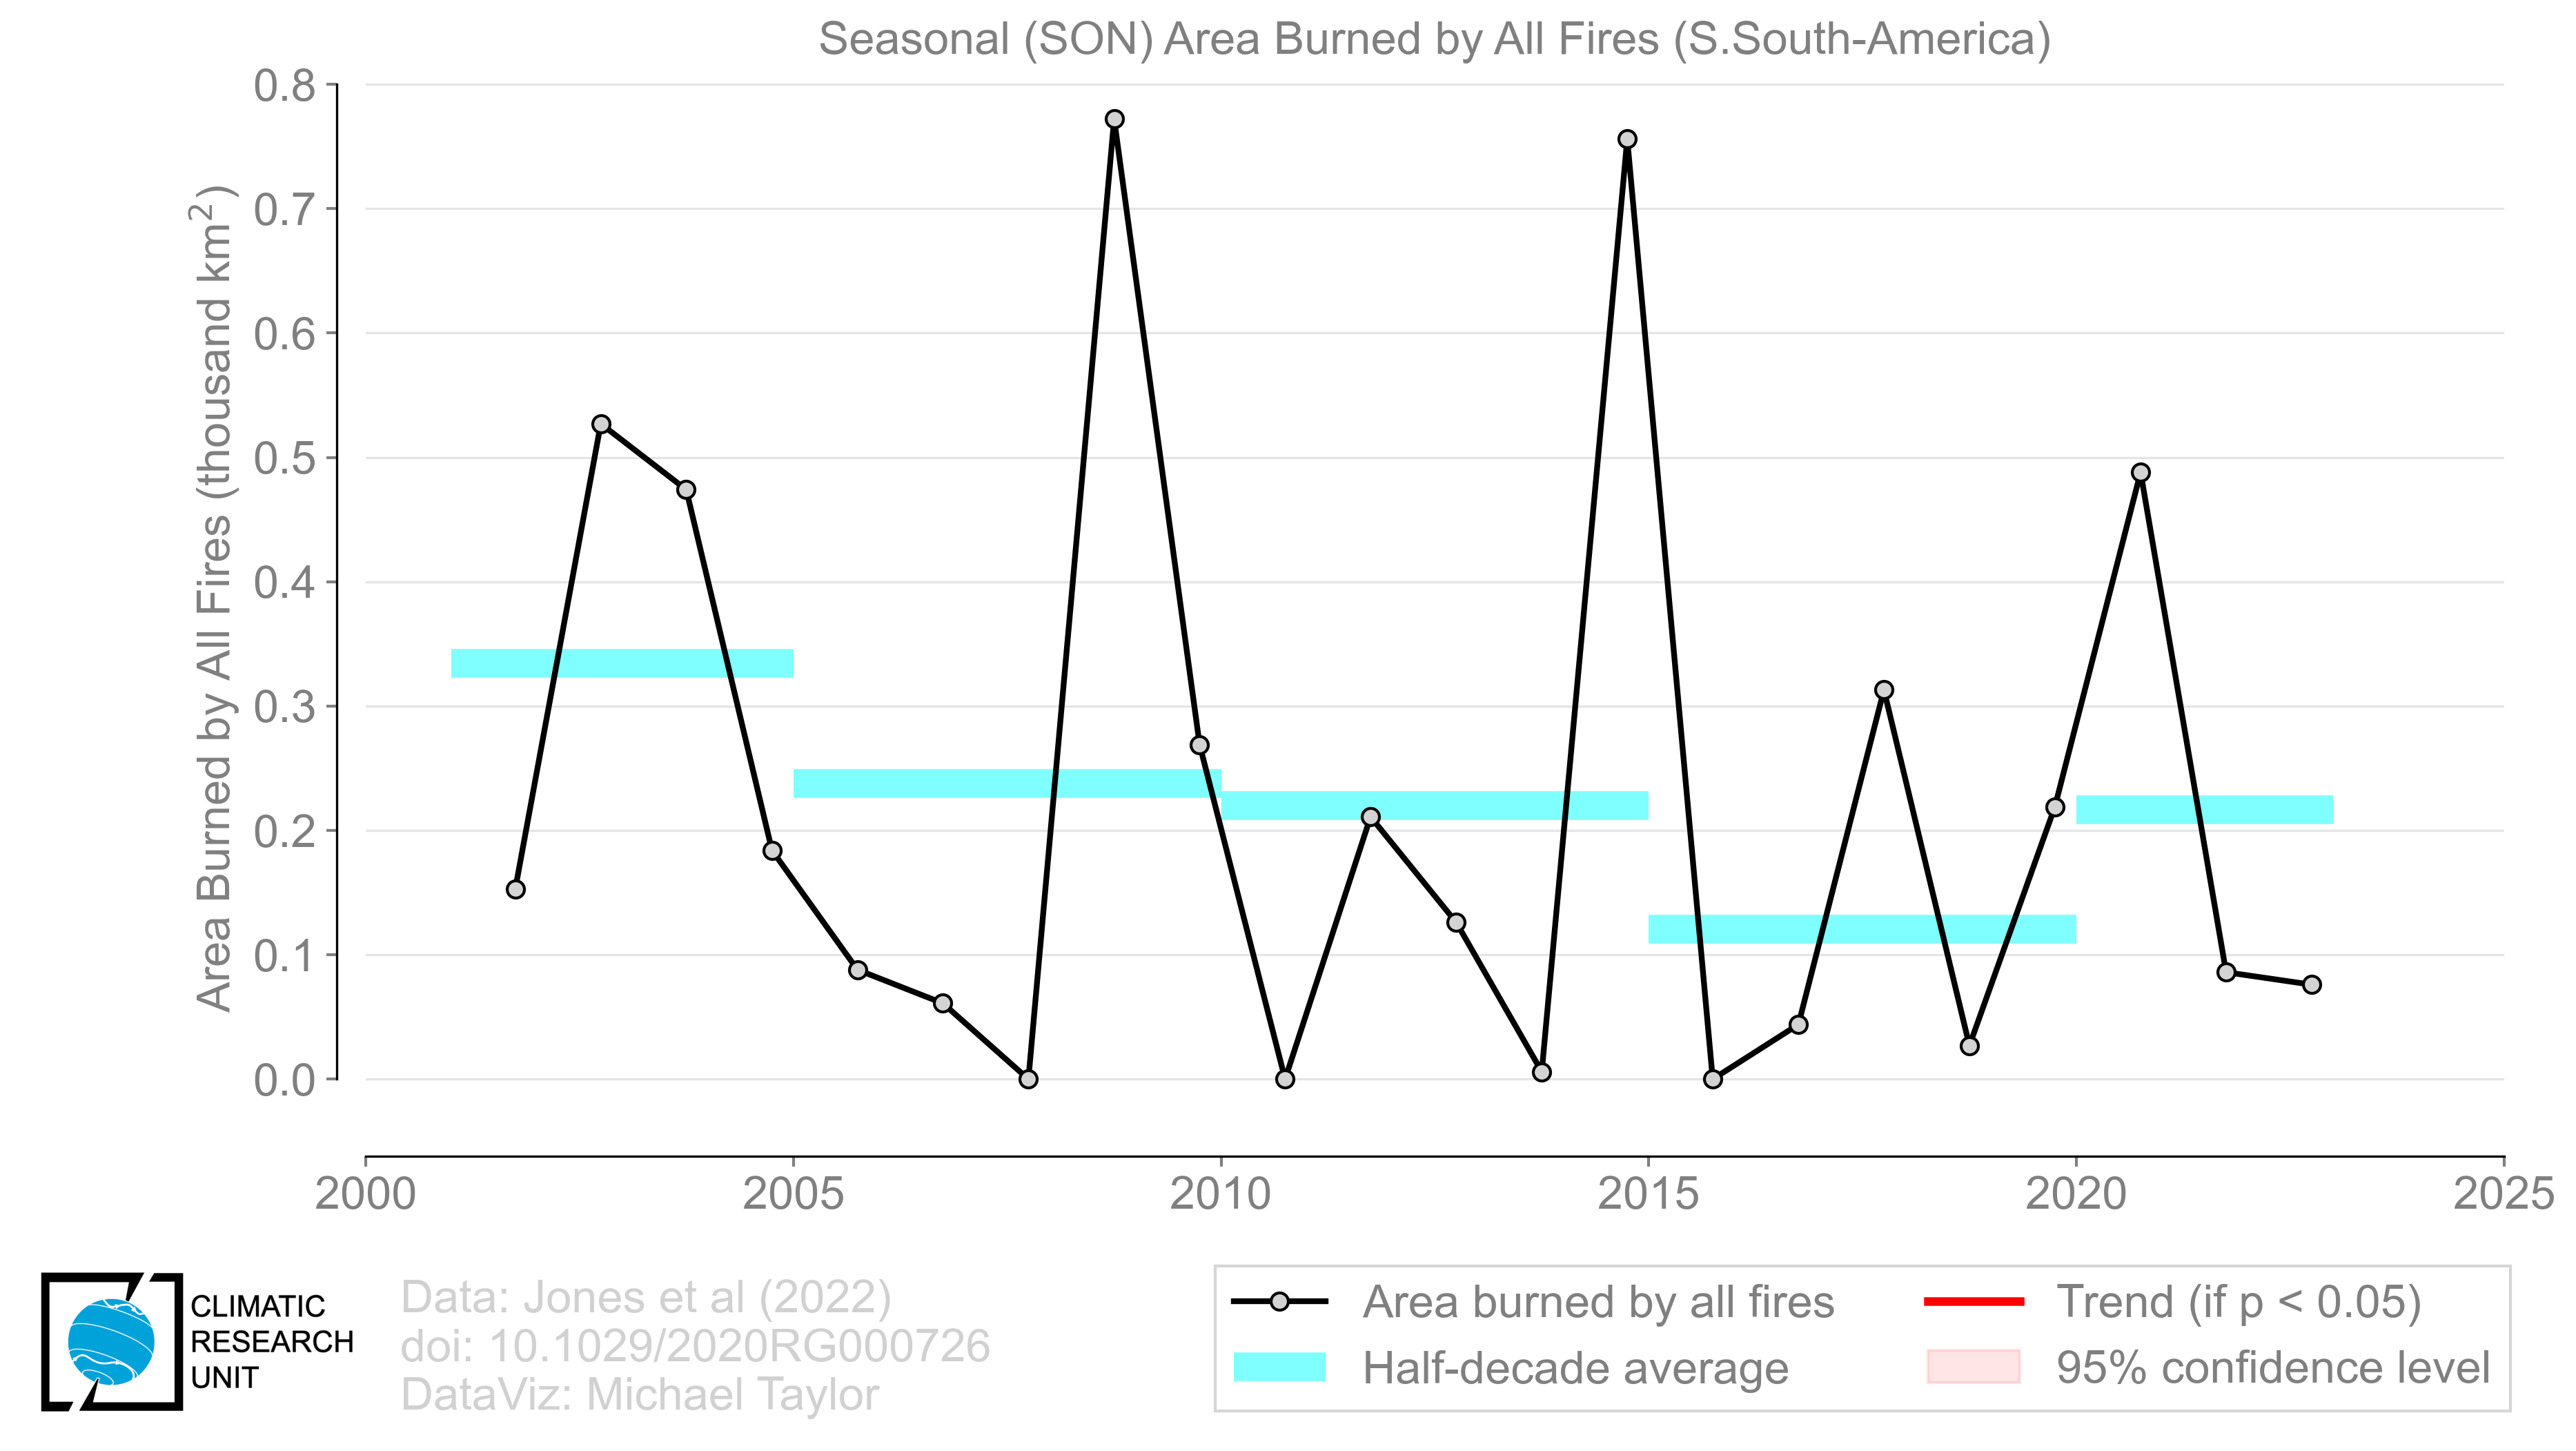 Seasonal (SON) Area Burned by All Fires (S.South-America)
Area Burned by All Fires (thousand km²)
0.8
0.7
0.6
0.5
0.4
0.3
0.2
0.1
0.0
2000 2005 2010 2015 2020 2025
CLIMATIC
RESEARCH
UNIT
Data: Jones et al (2022)
doi: 10.1029/2020RG000726
DataViz: Michael Taylor
Area burned by all fires
Half-decade average
Trend (if p < 0.05)
95% confidence level